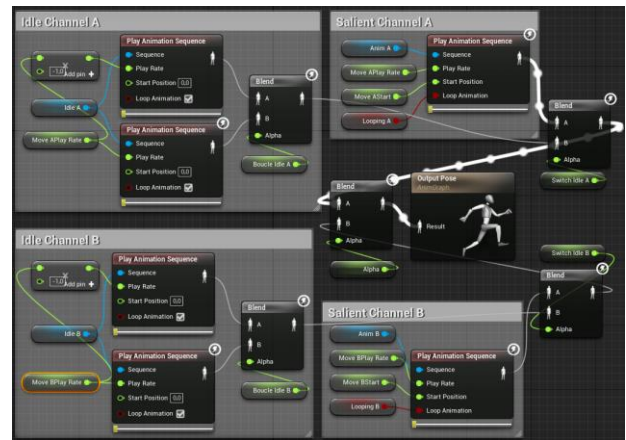 Idle Channel A
Play Animation Sequence
Sequence
Play Rate
Start Position 0,0
Loop Animation
-1,0
Add pin +
Idle A
Move APlay Rate
Play Animation Sequence
Sequence
Play Rate
Start Position 0,0
Loop Animation
Blend
A
B
Alpha
Boucle Idle A
Salient Channel A
Anim A
Move APlay Rate
Move AStart
Looping A
Play Animation Sequence
Sequence
Play Rate
Start Position
Loop Animation
Blend
A
B
Alpha
Switch Idle A
Blend
A
B
Alpha
Alpha
Output Pose
AnimGraph
Result
Idle Channel B
Play Animation Sequence
Sequence
Play Rate
Start Position 0,0
Loop Animation
-1,0
Add pin +
Idle B
Move BPlay Rate
Play Animation Sequence
Sequence
Play Rate
Start Position 0,0
Loop Animation
Blend
A
B
Alpha
Boucle Idle B
Switch Idle B
Blend
A
B
Alpha
Salient Channel B
Anim B
Move BPlay Rate
Move BStart
Looping B
Play Animation Sequence
Sequence
Play Rate
Start Position
Loop Animation